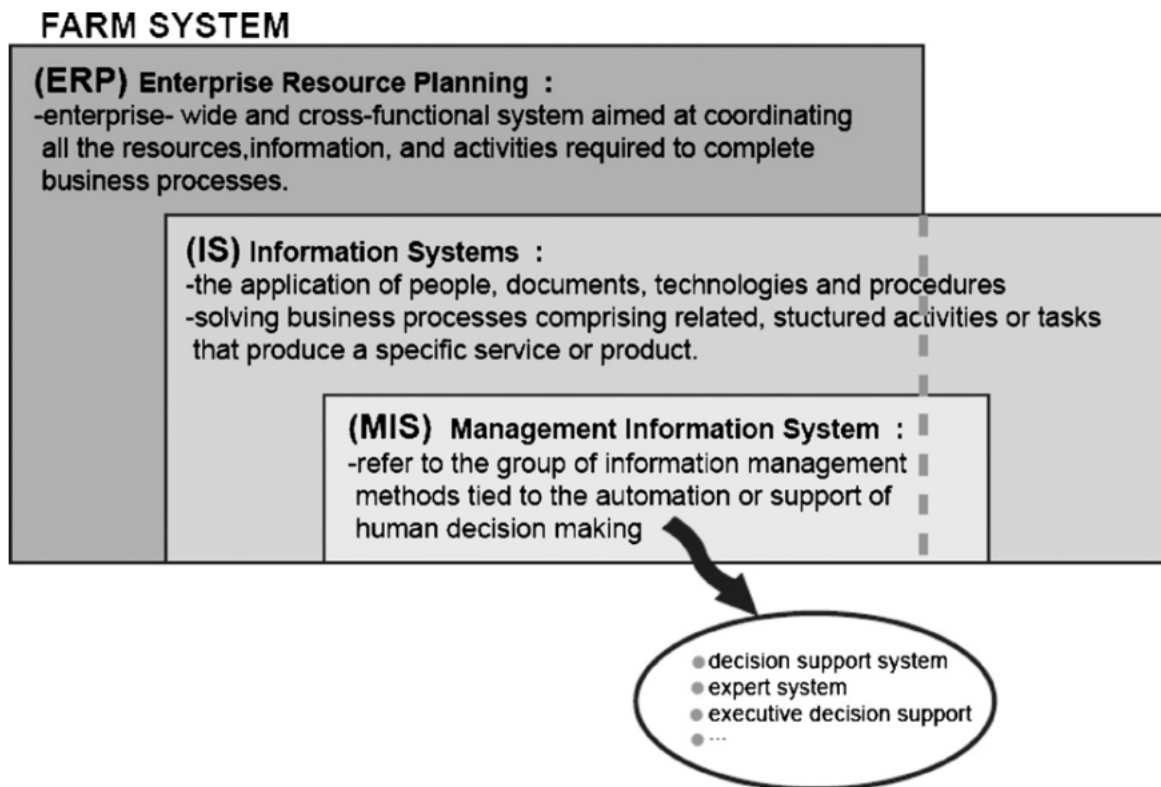 FARM SYSTEM
(ERP) Enterprise Resource Planning :
-enterprise- wide and cross-functional system aimed at coordinating
all the resources,information, and activities required to complete
business processes.
(IS) Information Systems :
-the application of people, documents, technologies and procedures
-solving business processes comprising related, stuctured activities or tasks
that produce a specific service or product.
(MIS) Management Information System :
-refer to the group of information management
methods tied to the automation or support of
human decision making
● decision support system
● expert system
● executive decision support
● ...